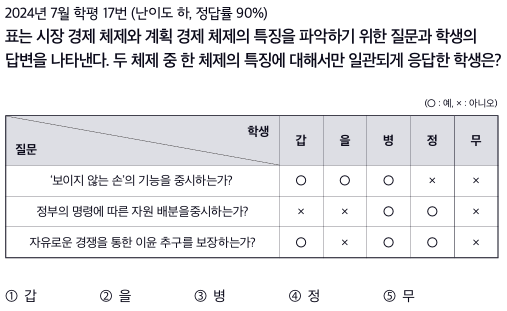 2024년 7월 학평 17번 (난이도 하, 정답률 90%)
표는 시장 경제 체제와 계획 경제 체제의 특징을 파악하기 위한 질문과 학생의
답변을 나타낸다. 두 체제 중 한 체제의 특징에 대해서만 일관되게 응답한 학생은?
(○ : 예, × : 아니오)
학생 질문 갑 을 병 정 무
'보이지 않는 손'의 기능을 중시하는가? ○ ○ ○ × ×
정부의 명령에 따른 자원 배분을중시하는가? × × ○ ○ ×
자유로운 경쟁을 통한 이윤 추구를 보장하는가? ○ × ○ ○ ×
① 갑 ② 을 ③ 병 ④ 정 ⑤ 무